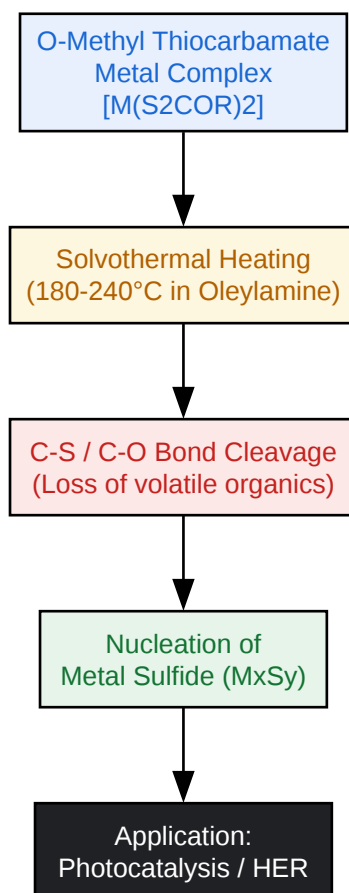 O-Methyl Thiocarbamate
Metal Complex
[M(S2COR)2]
Solvothermal Heating
(180-240°C in Oleylamine)
C-S / C-O Bond Cleavage
(Loss of volatile organics)
Nucleation of
Metal Sulfide (MxSy)
Application:
Photocatalysis / HER